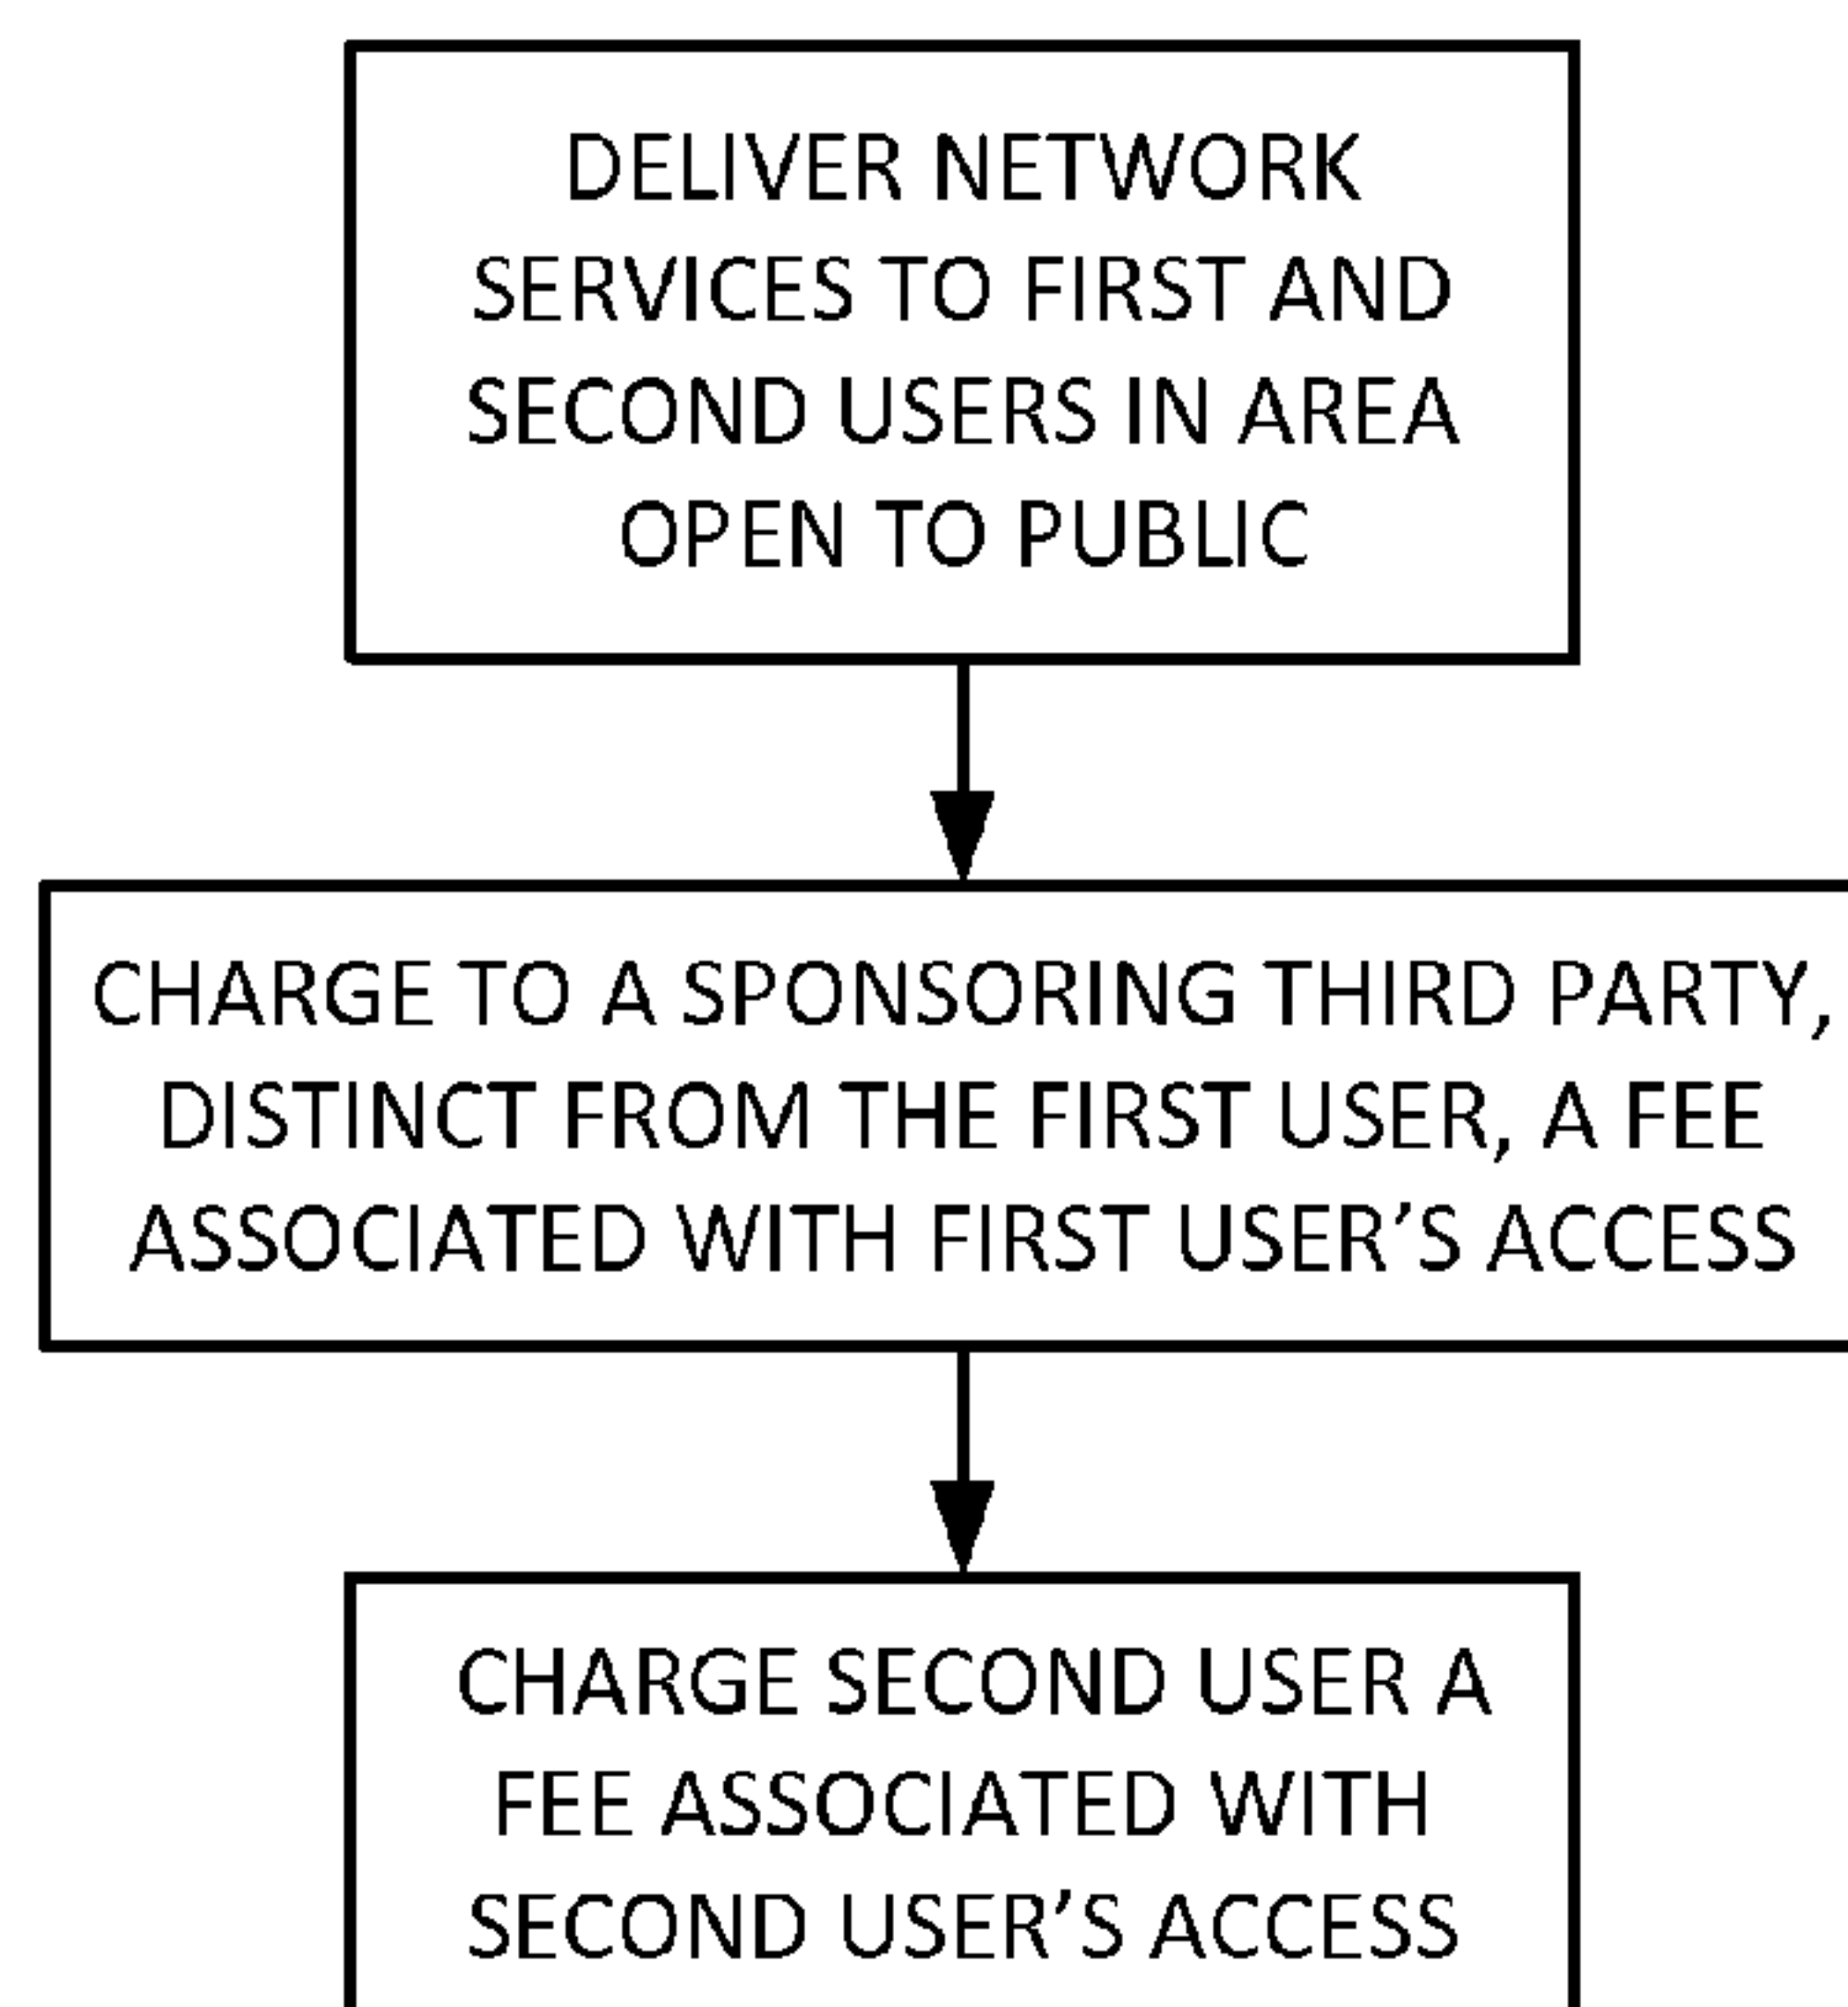 DELIVER NETWORK
SERVICES TO FIRST AND
SECOND USERS IN AREA
OPEN TO PUBLIC
CHARGE TO A SPONSORING THIRD PARTY,
DISTINCT FROM THE FIRST USER, A FEE
ASSOCIATED WITH FIRST USER’S ACCESS
CHARGE SECOND USER A
FEE ASSOCIATED WITH
SECOND USER’S ACCESS